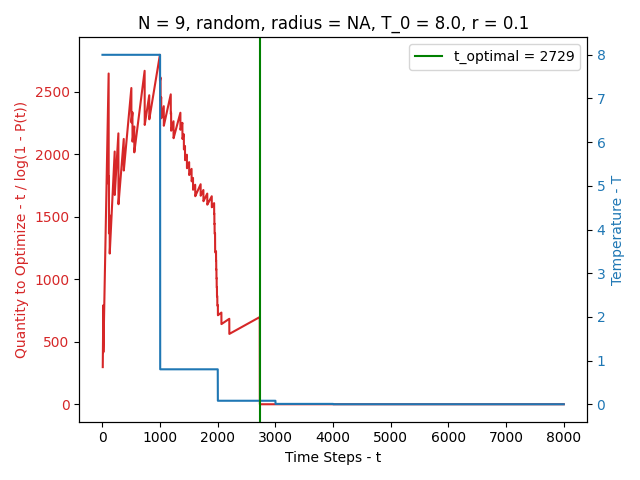 N = 9, random, radius = NA, T_0 = 8.0, r = 0.1
t_optimal = 2729
Quantity to Optimize - t / log(1 - P(t))
2500
2000
1500
1000
500
0
8
7
6
5
4
3
2
1
0
Temperature - T
0 1000 2000 3000 4000 5000 6000 7000 8000
Time Steps - t